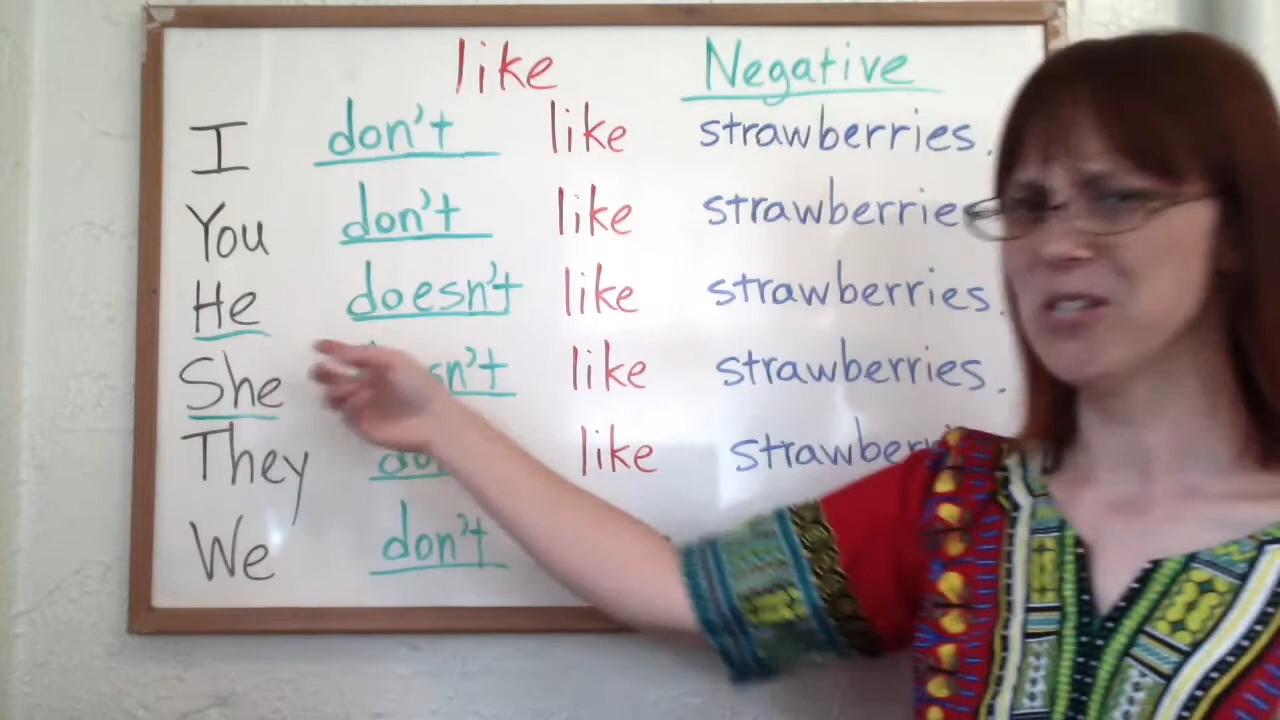 like Negative
I don't like strawberries.
You don't like
He doesn't like strawberries.
She like strawberries.
They like
We don't